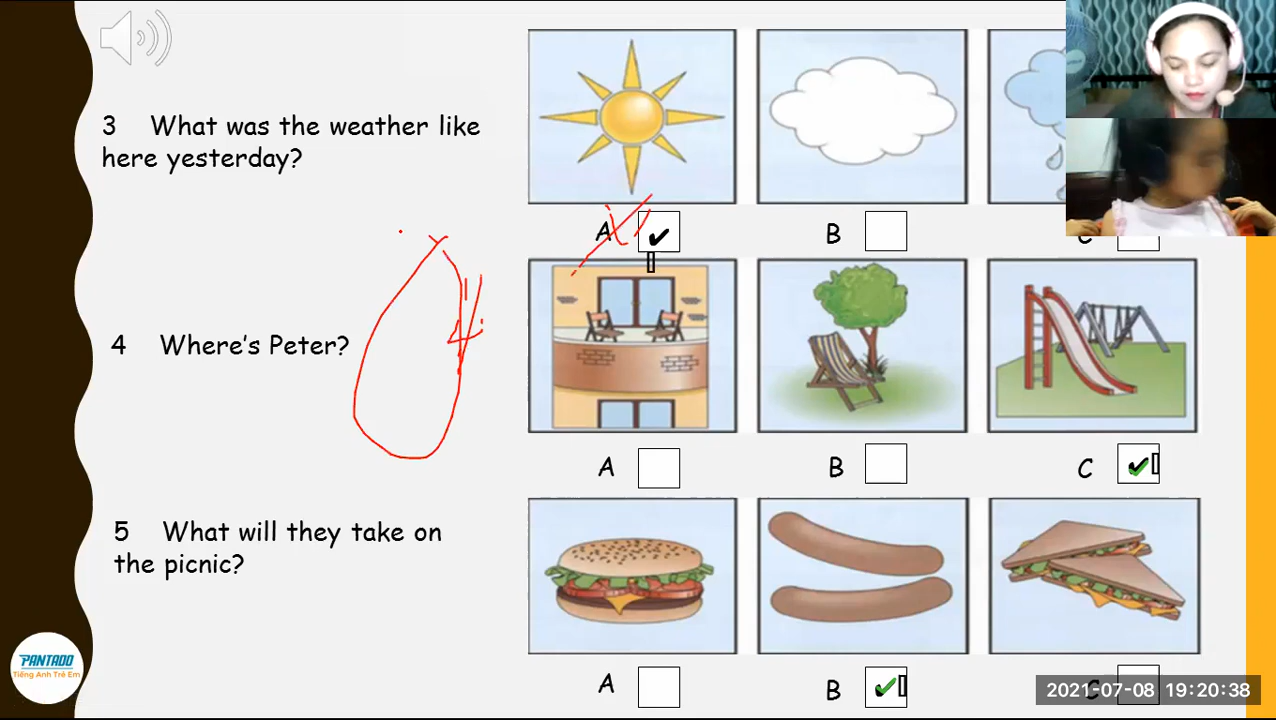 3 What was the weather like
here yesterday?
A
B
C
4 Where's Peter?
A
B
C
5 What will they take on
the picnic?
A
B
C
PANTADO
Tiếng Anh Trẻ Em
2021-07-08 19:20:38